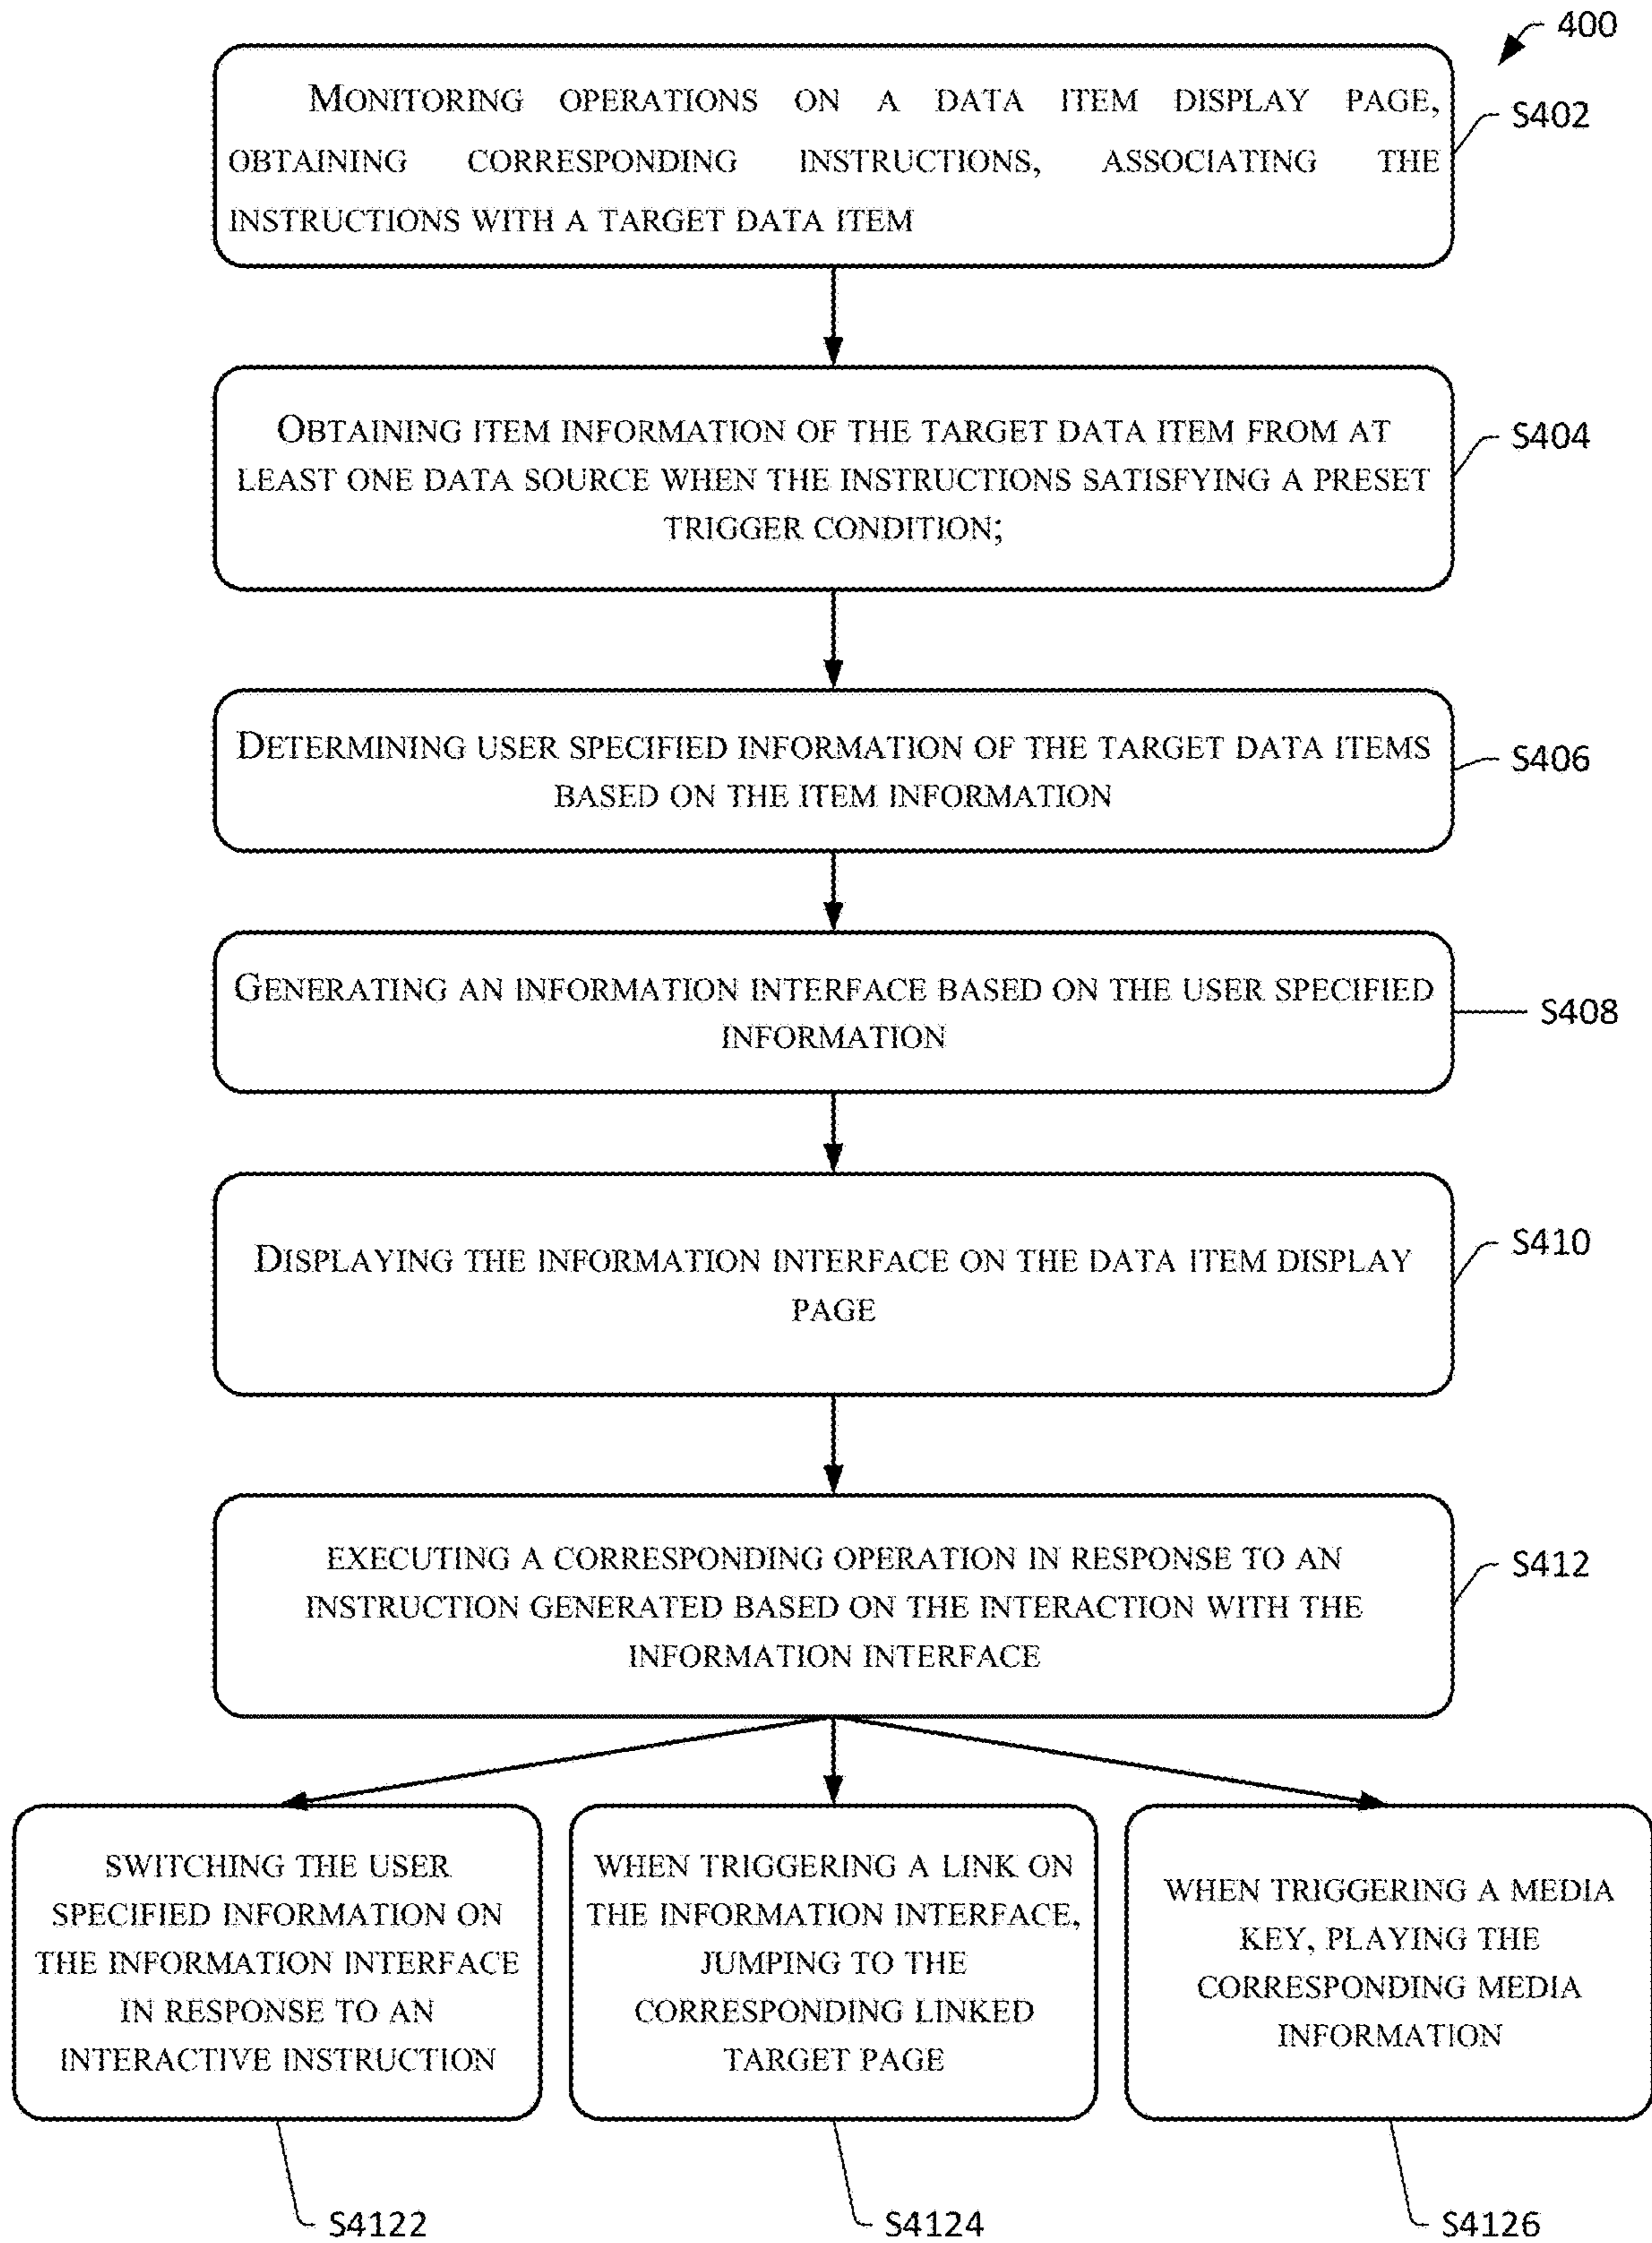 400
MONITORING OPERATIONS ON A DATA ITEM DISPLAY PAGE,
OBTAINING CORRESPONDING INSTRUCTIONS, ASSOCIATING THE
INSTRUCTIONS WITH A TARGET DATA ITEM
S402
OBTAINING ITEM INFORMATION OF THE TARGET DATA ITEM FROM AT
LEAST ONE DATA SOURCE WHEN THE INSTRUCTIONS SATISFYING A PRESET
TRIGGER CONDITION;
S404
DETERMINING USER SPECIFIED INFORMATION OF THE TARGET DATA ITEMS
BASED ON THE ITEM INFORMATION
S406
GENERATING AN INFORMATION INTERFACE BASED ON THE USER SPECIFIED
INFORMATION
S408
DISPLAYING THE INFORMATION INTERFACE ON THE DATA ITEM DISPLAY
PAGE
S410
EXECUTING A CORRESPONDING OPERATION IN RESPONSE TO AN
INSTRUCTION GENERATED BASED ON THE INTERACTION WITH THE
INFORMATION INTERFACE
S412
SWITCHING THE USER
SPECIFIED INFORMATION ON
THE INFORMATION INTERFACE
IN RESPONSE TO AN
INTERACTIVE INSTRUCTION
S4122
WHEN TRIGGERING A LINK ON
THE INFORMATION INTERFACE,
JUMPING TO THE
CORRESPONDING LINKED
TARGET PAGE
S4124
WHEN TRIGGERING A MEDIA
KEY, PLAYING THE
CORRESPONDING MEDIA
INFORMATION
S4126